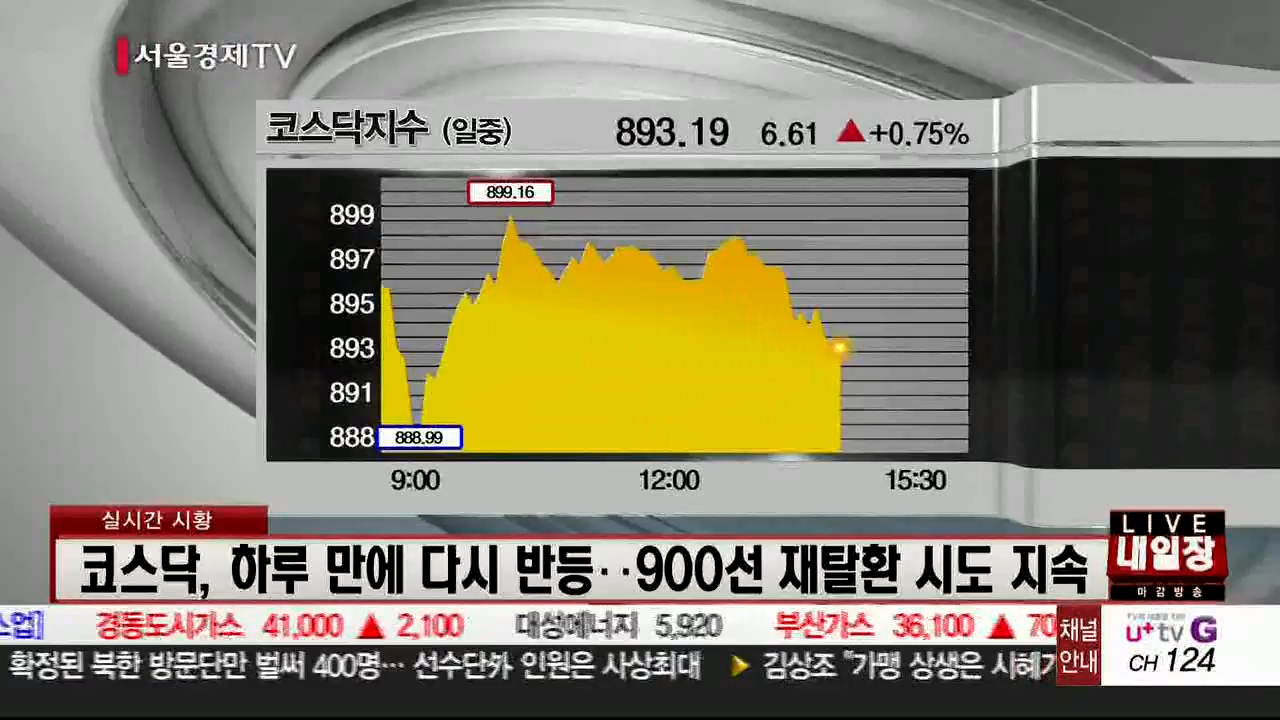 서울경제TV
코스닥지수 (일중) 893.19 6.61 ▲+0.75%
899.16
899
897
895
893
891
888
888.99
9:00 12:00 15:30
실시간 시황
코스닥, 하루 만에 다시 반등‥900선 재탈환 시도 지속
LIVE
내일장
마감방송
스업] 경동도시가스 41,000 ▲ 2,100 대성에너지 5,920 부산가스 36,100 ▲ 70
확정된 북한 방문단만 벌써 400명… 선수단外 인원은 사상최대 ▶ 김상조 "가맹 상생은 시혜가
채널
안내
u+tv G
CH 124